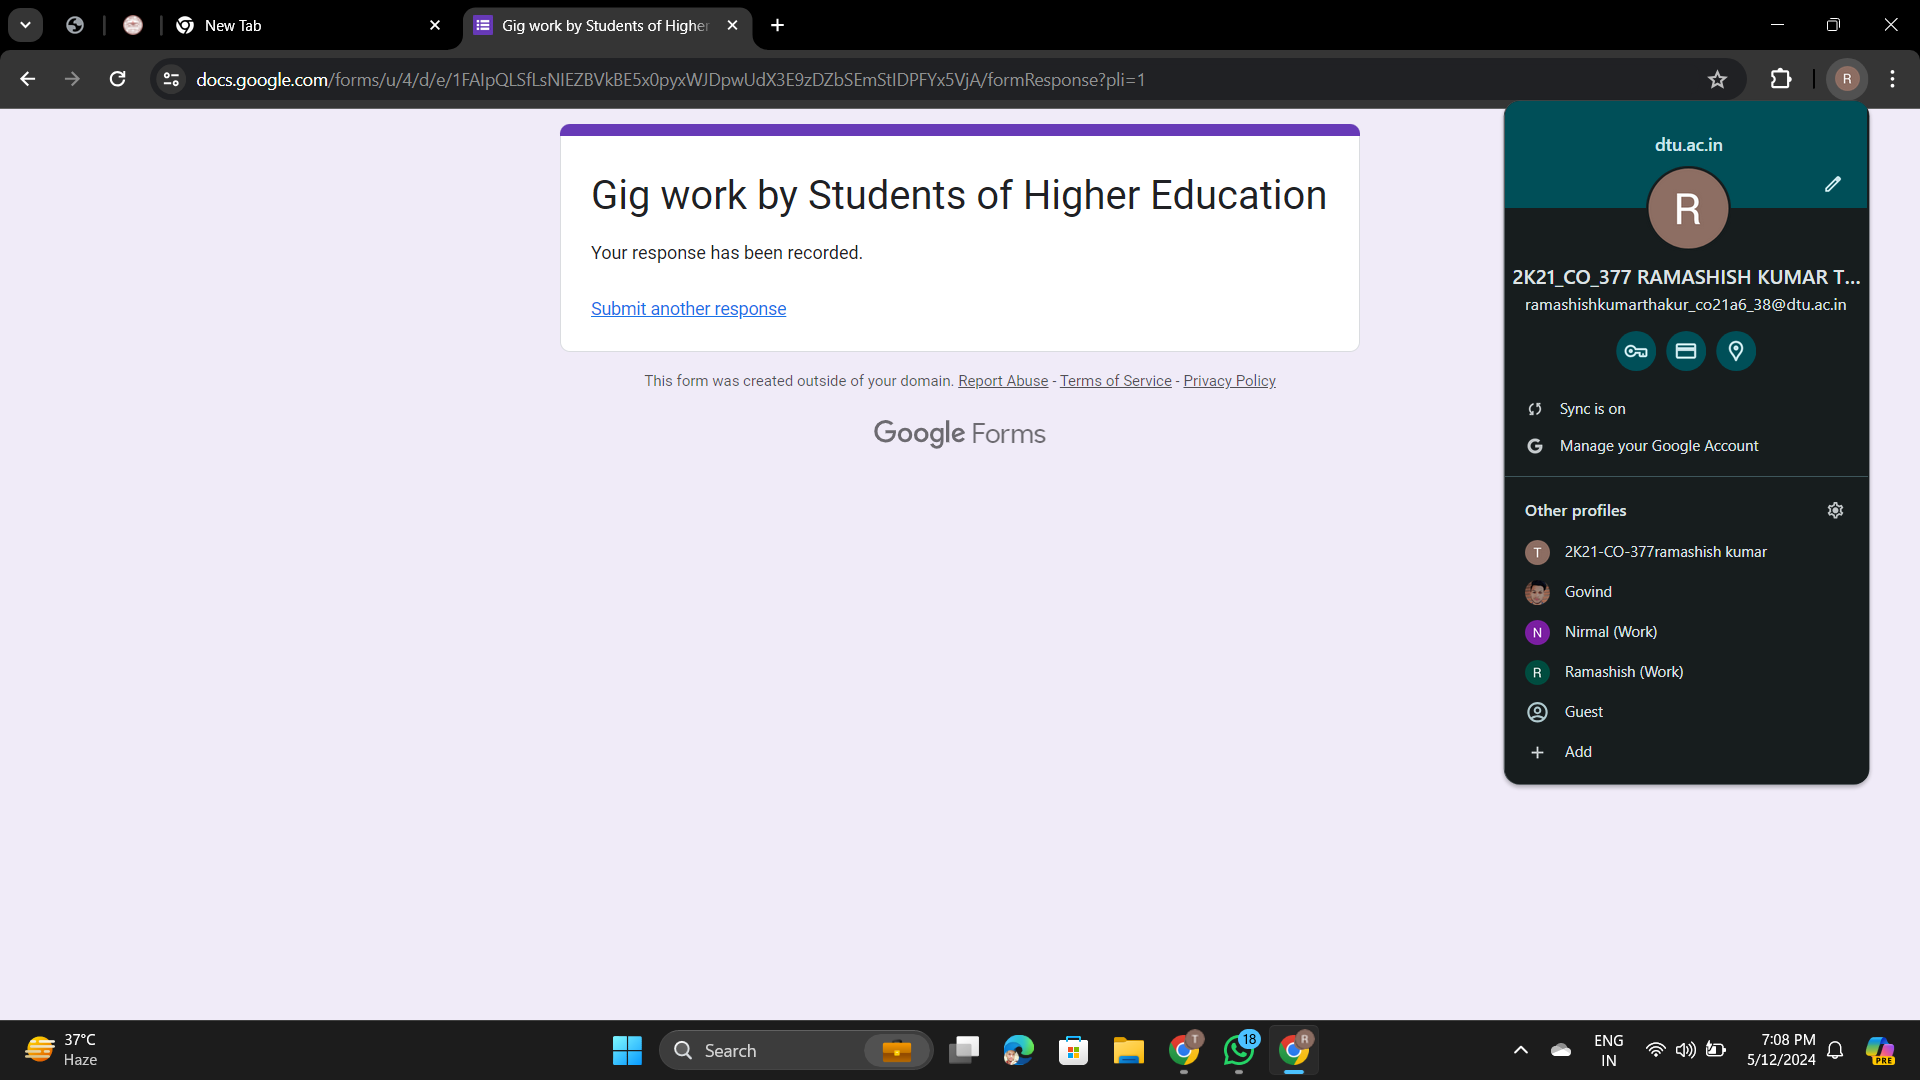 New Tab
Gig work by Students of Higher
docs.google.com/forms/u/4/d/e/1FAIpQLSfLsNIEZBVkBE5x0pyxWJDpwUdX3E9zDZbSEmStIDPFYx5VjA/formResponse?pli=1
R
Gig work by Students of Higher Education
Your response has been recorded.
Submit another response
This form was created outside of your domain. Report Abuse - Terms of Service - Privacy Policy
Google Forms
dtu.ac.in
R
2K21_CO_377 RAMASHISH KUMAR T...
ramashishkumarthakur_co21a6_38@dtu.ac.in
Sync is on
G Manage your Google Account
Other profiles
T 2K21-CO-377ramashish kumar
Govind
N Nirmal (Work)
R Ramashish (Work)
Guest
Add
37°C
Haze
Search
T
18
R
ENG
IN
7:08 PM
5/12/2024
PRE